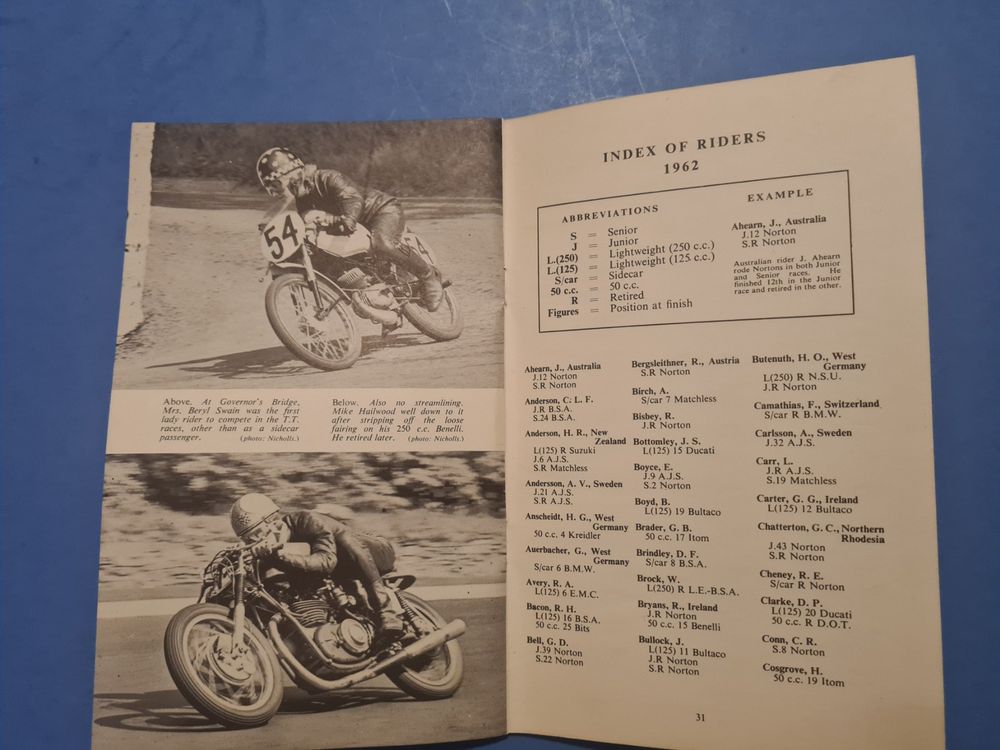 54
Above. At Governor's Bridge,
Mrs. Beryl Swain was the first
lady rider to compete in the T.T.
races, other than as a sidecar
passenger. (photo: Nicholls.)
Below. Also no streamlining.
Mike Hailwood well down to it
after stripping off the loose
fairing on his 250 c.c. Benelli.
He retired later. (photo: Nicholls.)
INDEX OF RIDERS
1962
ABBREVIATIONS
S = Senior
J = Junior
L.(250) = Lightweight (250 c.c.)
L.(125) = Lightweight (125 c.c.)
S/car = Sidecar
50 c.c. = 50 c.c.
R = Retired
Figures = Position at finish
EXAMPLE
Ahearn, J., Australia
J.12 Norton
S.R Norton
Australian rider J. Ahearn
rode Nortons in both Junior
and Senior races. He
finished 12th in the Junior
race and retired in the other.
Ahearn, J., Australia
J.12 Norton
S.R Norton
Anderson, C. L. F.
J.R B.S.A.
S.24 B.S.A.
Anderson, H. R., New
Zealand
L(125) R Suzuki
J.6 A.J.S.
S.R Matchless
Andersson, A. V., Sweden
J.21 A.J.S.
S.R A.J.S.
Anscheidt, H. G., West
Germany
50 c.c. 4 Kreidler
Auerbacher, G., West
Germany
S/car 6 B.M.W.
Avery, R. A.
L(125) 6 E.M.C.
Bacon, R. H.
L(125) 16 B.S.A.
50 c.c. 25 Bits
Bell, G. D.
J.39 Norton
S.22 Norton
Bergsleithner, R., Austria
S.R Norton
Birch, A.
S/car 7 Matchless
Bisbey, R.
J.R Norton
Bottomley, J. S.
L(125) 15 Ducati
Boyce, E.
J.9 A.J.S.
S.2 Norton
Boyd, B.
L(125) 19 Bultaco
Brader, G. B.
50 c.c. 17 Itom
Brindley, D. F.
S/car 8 B.S.A.
Brock, W.
L(250) R L.E.-B.S.A.
Bryans, R., Ireland
J.R Norton
50 c.c. 15 Benelli
Bullock, J.
L(125) 11 Bultaco
J.R Norton
S.R Norton
Butenuth, H. O., West
Germany
L(250) R N.S.U.
J.R Norton
Camathias, F., Switzerland
S/car R B.M.W.
Carlsson, A., Sweden
J.32 A.J.S.
Carr, L.
J.R A.J.S.
S.19 Matchless
Carter, G. G., Ireland
L(125) 12 Bultaco
Chatterton, G. C., Northern
Rhodesia
J.43 Norton
S.R Norton
Cheney, R. E.
S/car R Norton
Clarke, D. P.
L(125) 20 Ducati
50 c.c. R D.O.T.
Conn, C. R.
S.8 Norton
Cosgrove, H.
50 c.c. 19 Itom
31